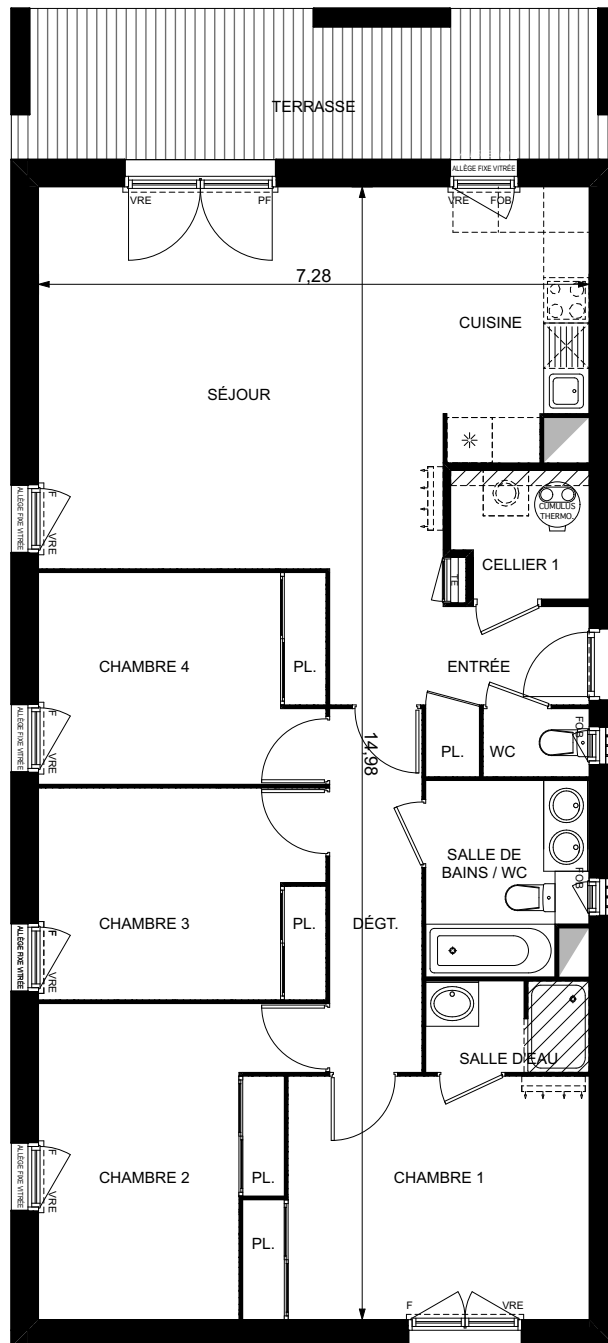 TERRASSE
ALLÈGE FIXE VITRÉE
VRE
PF
VRE
FOB
7,28
CUISINE
SÉJOUR
ALLÈGE FIXE VITRÉE
F
VRE
CUMULUS
THERMO.
CELLIER 1
TE
CHAMBRE 4
PL.
ENTRÉE
ALLÈGE FIXE VITRÉE
F
VRE
14,98
PL.
WC
FOB
SALLE DE
BAINS / WC
FOB
CHAMBRE 3
PL.
DÉGT.
ALLÈGE FIXE VITRÉE
F
VRE
SALLE D'EAU
ALLÈGE FIXE VITRÉE
F
VRE
CHAMBRE 2
PL.
CHAMBRE 1
PL.
F
VRE